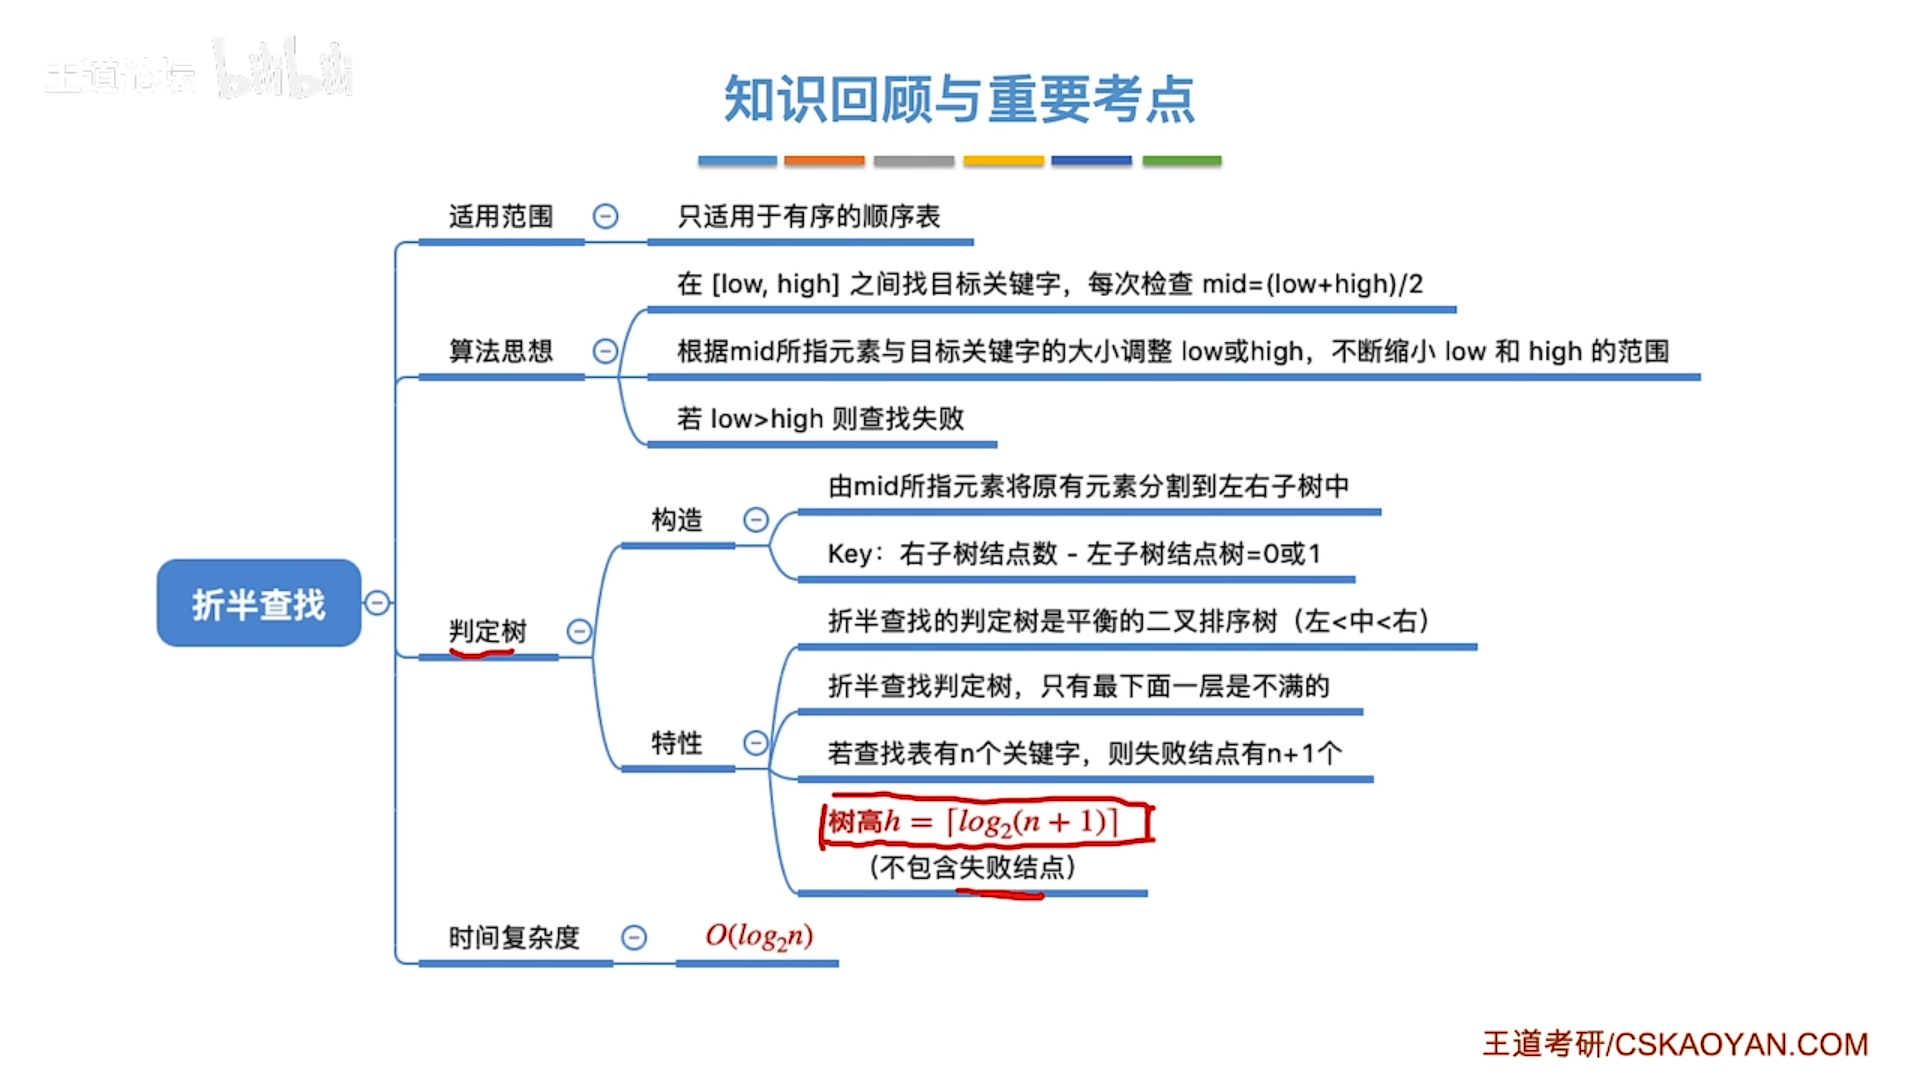 王道论坛 bilibili
知识回顾与重要考点
适用范围
只适用于有序的顺序表
在 [low, high] 之间找目标关键字，每次检查 mid=(low+high)/2
算法思想
根据mid所指元素与目标关键字的大小调整 low或high，不断缩小 low 和 high 的范围
若 low>high 则查找失败
由mid所指元素将原有元素分割到左右子树中
构造
Key：右子树结点数 - 左子树结点树=0或1
折半查找
判定树
折半查找的判定树是平衡的二叉排序树（左<中<右）
折半查找判定树，只有最下面一层是不满的
特性
若查找表有n个关键字，则失败结点有n+1个
树高h = ⌈log₂(n + 1)⌉
（不包含失败结点）
时间复杂度
O(log₂n)
王道考研/CSKAOYAN.COM